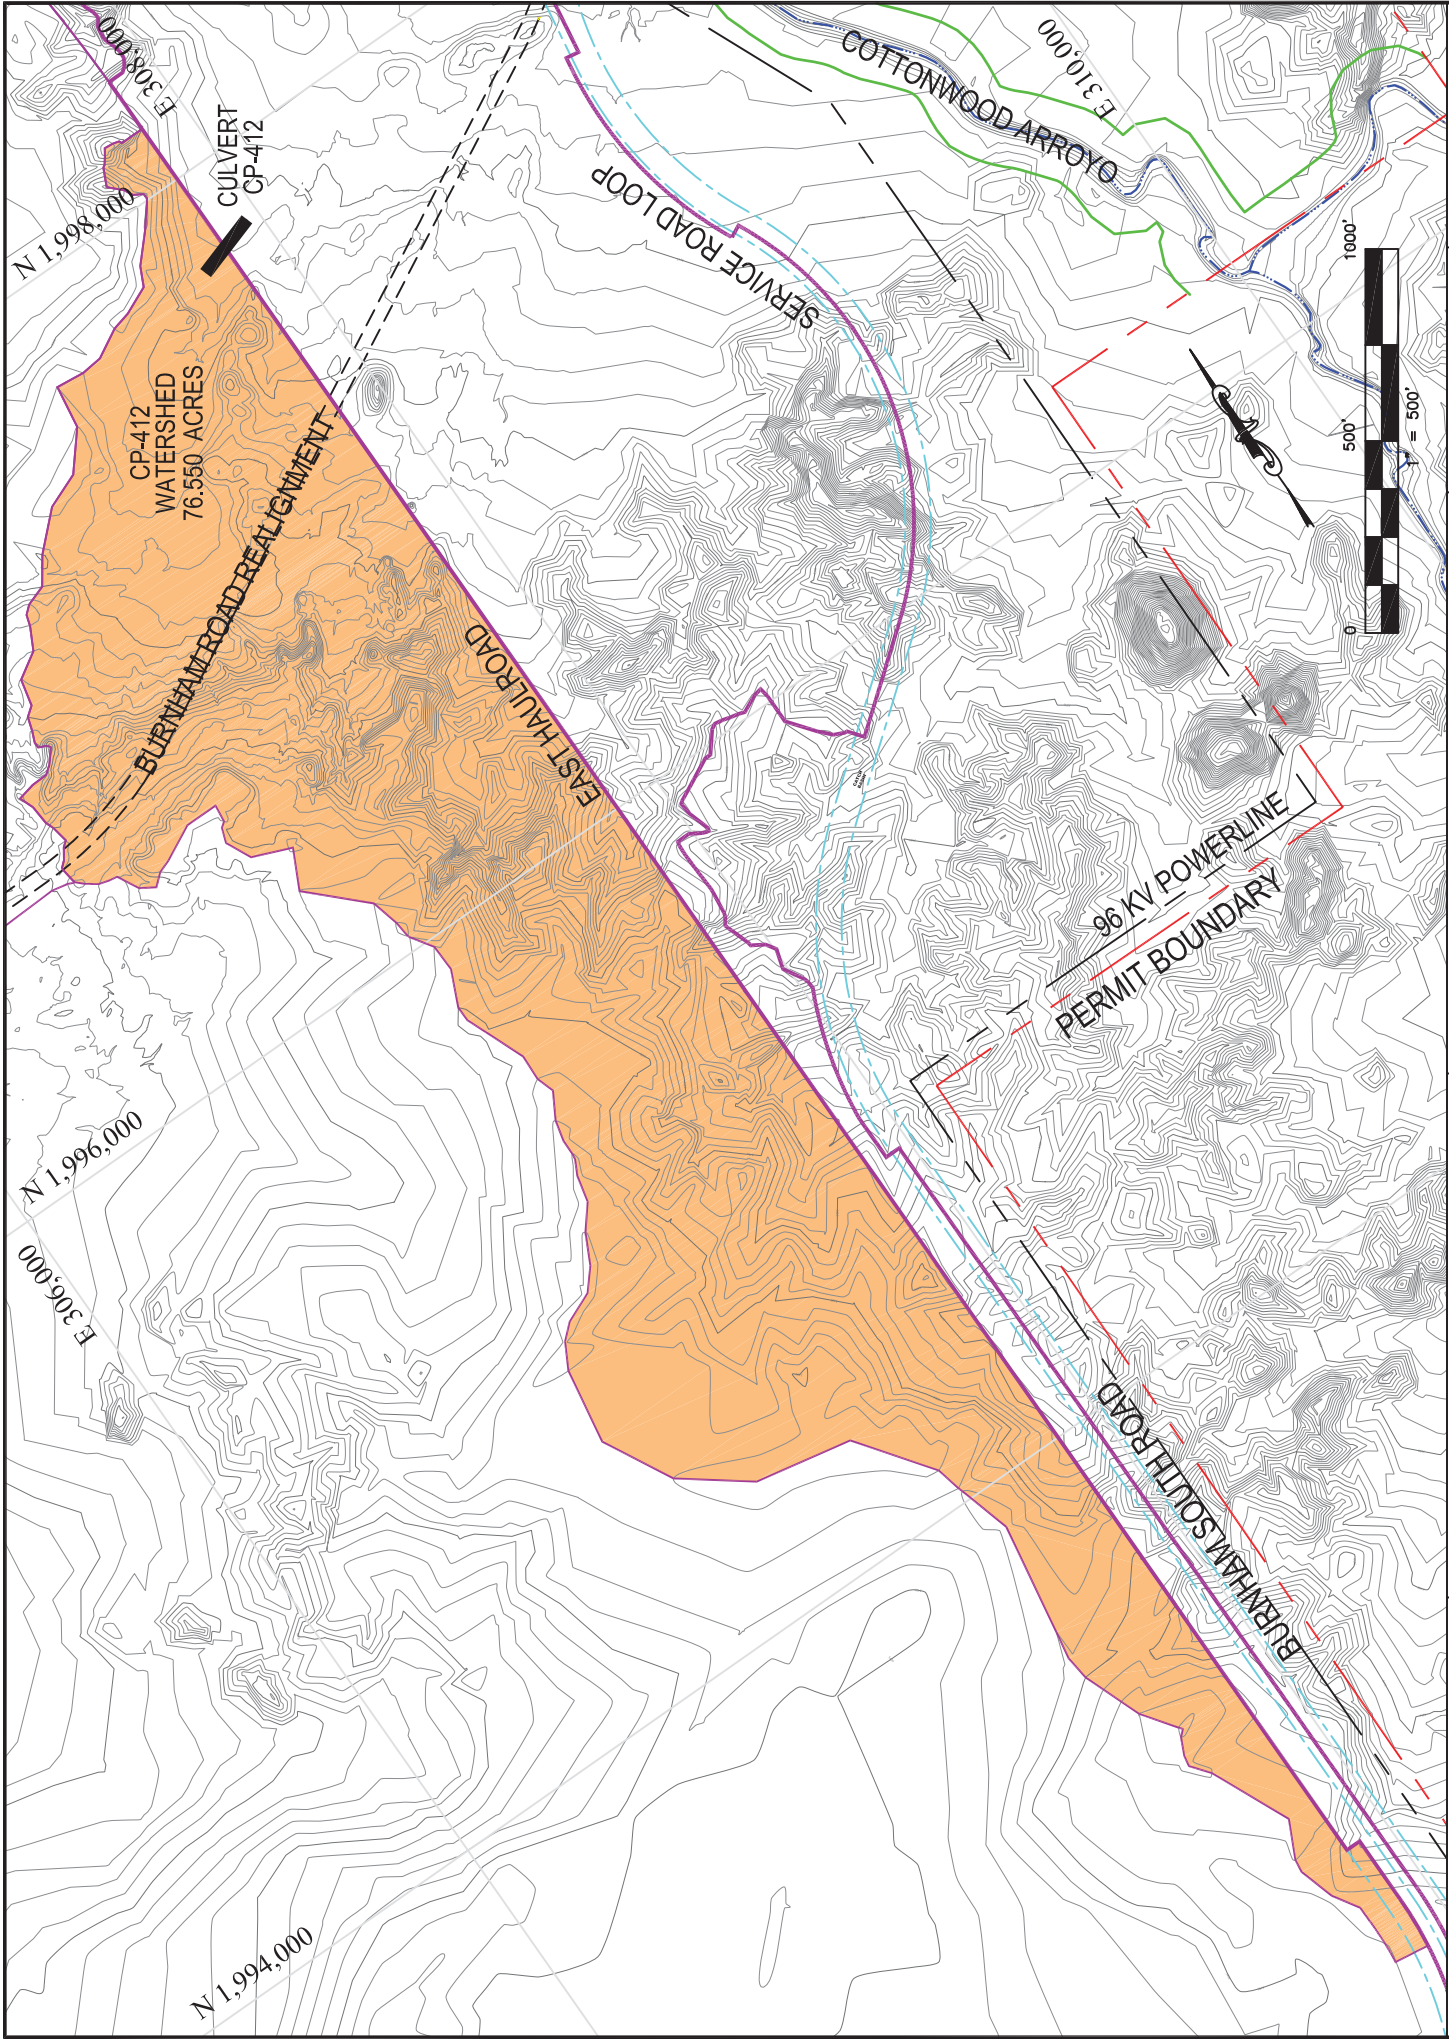 E 308,000
CULVERT
CP-412
N 1,998,000
COTTONWOOD ARROYO
E 310,000
SERVICE ROAD LOOP
CP-412
WATERSHED
76.550 ACRES
BURNHAM ROAD REALIGNMENT
EAST HAUL ROAD
1000'
500'
0
1" = 500'
96 KV POWERLINE
PERMIT BOUNDARY
N 1,996,000
E 306,000
BURNHAM SOUTH ROAD
N 1,994,000